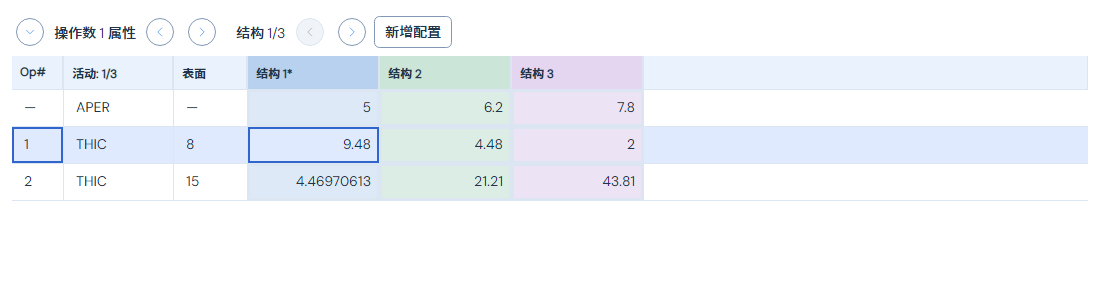 操作数 1 属性 结构 1/3 新增配置
Op# 活动: 1/3 表面 结构 1* 结构 2 结构 3
— APER — 5 6.2 7.8
1 THIC 8 9.48 4.48 2
2 THIC 15 4.46970613 21.21 43.81